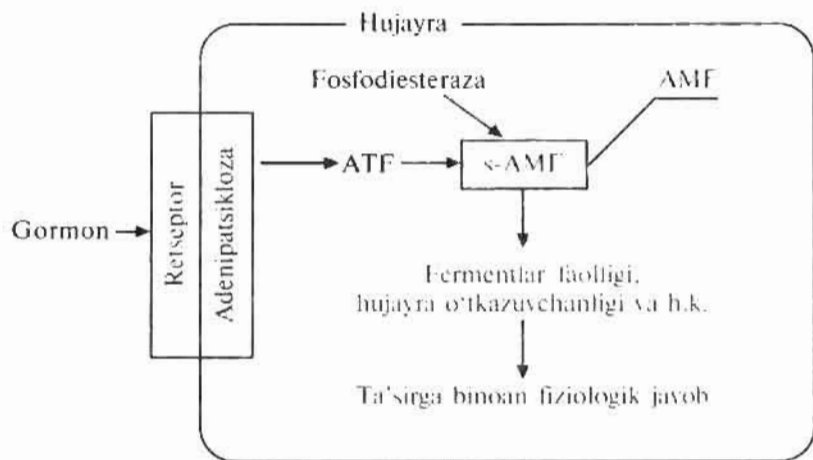 Hujayra
Fosfodiesteraza
AMF
Retseptor
Adenipatsikloza
ATF
s-AMF
Gormon
Fermentlar faolligi,
hujayra o‘tkazuvchanligi va h.k.
Ta’sirga binoan fiziologik javob